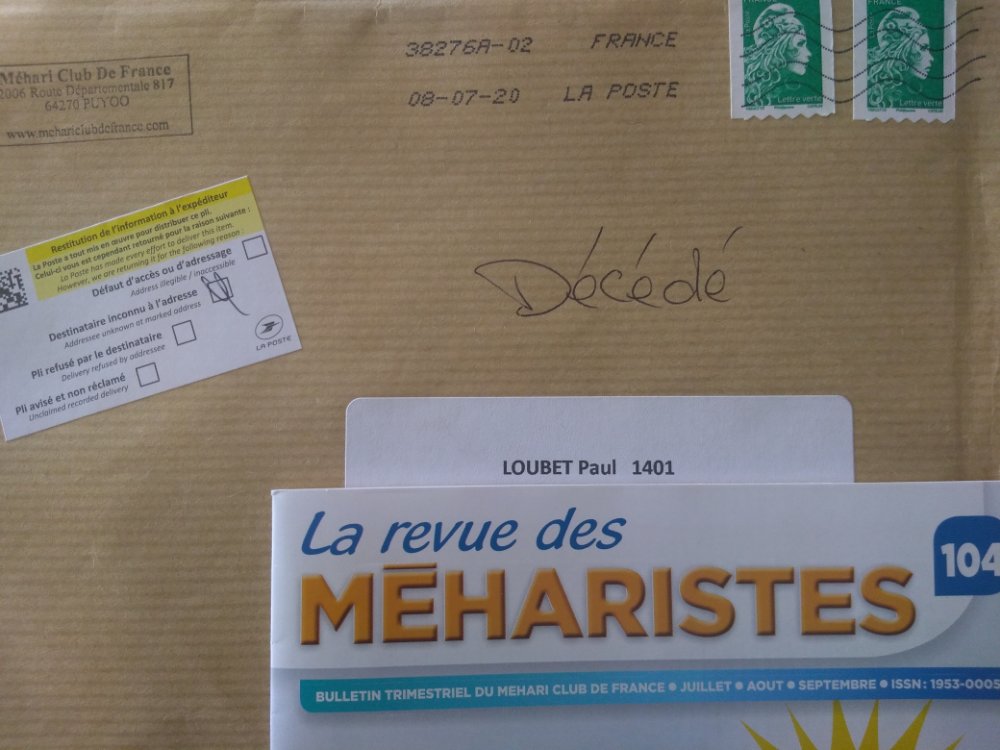 Méhari Club De France
2006 Route Départementale 817
64270 PUYOO
www.mehariclubdefrance.com
38276A-02 FRANCE
08-07-20 LA POSTE
FRANCE
Lettre verte
FRANCE
Lettre verte
Restitution de l'information à l'expéditeur
La Poste a tout mis en œuvre pour distribuer ce pli.
Celui-ci vous est cependant retourné pour la raison suivante :
La Poste has made every effort to deliver this item.
However, we are returning it for the following reason :
Défaut d'accès ou d'adressage
Address illegible / inaccessible
Destinataire inconnu à l'adresse
Addressee unknown at marked address
Pli refusé par le destinataire
Delivery refused by addressee
Pli avisé et non réclamé
Unclaimed recorded delivery
LA POSTE
Décédé
LOUBET Paul 1401
La revue des
MÉHARISTES
104
BULLETIN TRIMESTRIEL DU MEHARI CLUB DE FRANCE • JUILLET • AOUT • SEPTEMBRE • ISSN : 1953-0005